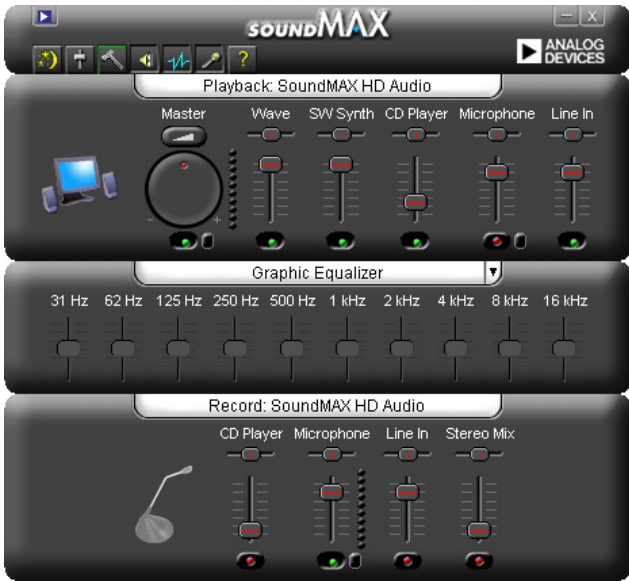 soundMAX
X
?
ANALOG
DEVICES
Playback: SoundMAX HD Audio
Master Wave SW Synth CD Player Microphone Line In
- +
Graphic Equalizer
31 Hz 62 Hz 125 Hz 250 Hz 500 Hz 1 kHz 2 kHz 4 kHz 8 kHz 16 kHz
Record: SoundMAX HD Audio
CD Player Microphone Line In Stereo Mix